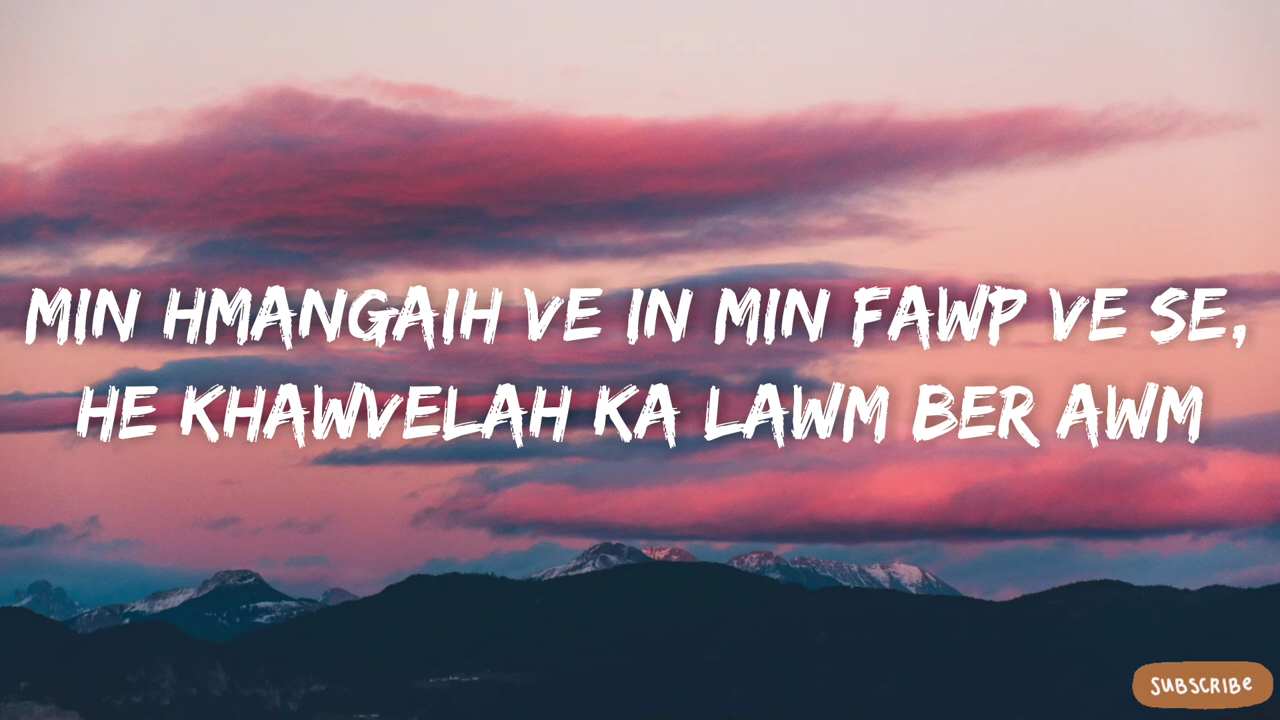 MIN HMANGAIH VE IN MIN FAWP VE SE,
HE KHAWVELAH KA LAWM BER AWM
SUBSCRIBE